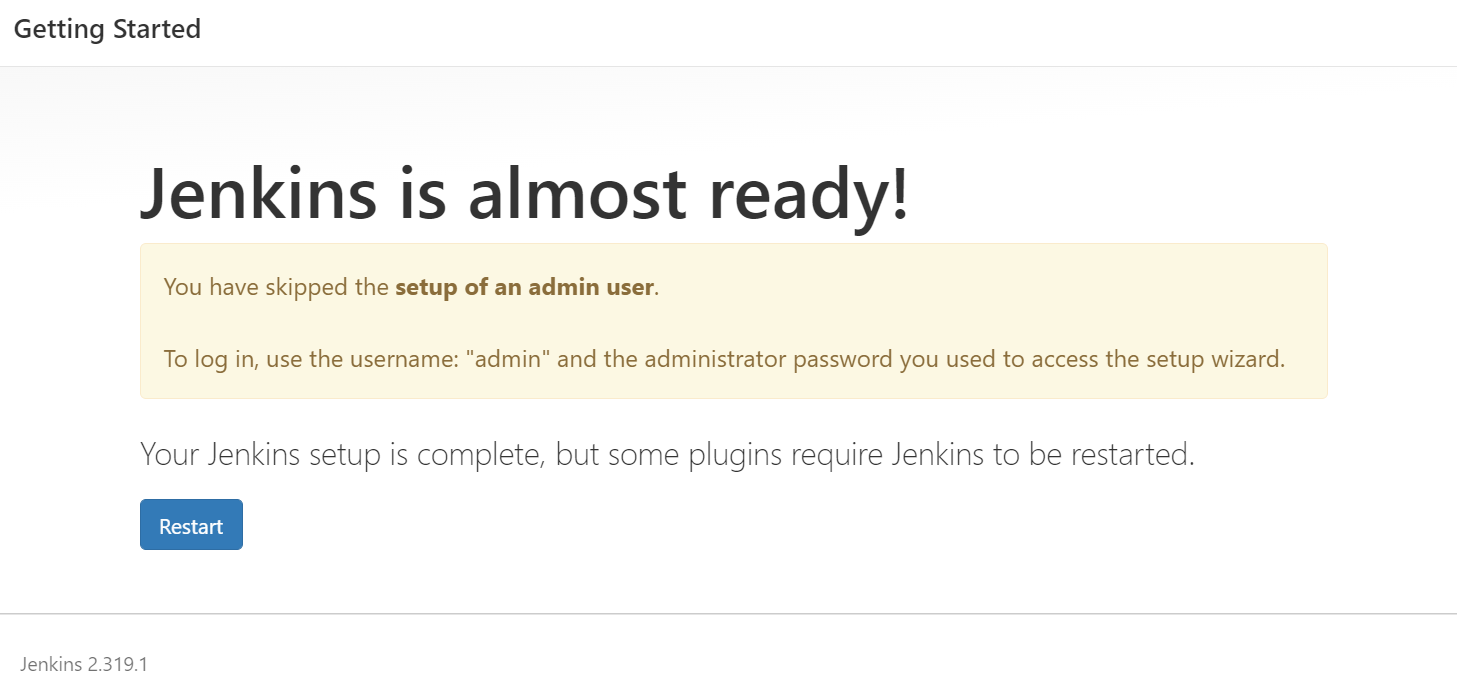 Getting Started
Jenkins is almost ready!
You have skipped the setup of an admin user.
To log in, use the username: "admin" and the administrator password you used to access the setup wizard.
Your Jenkins setup is complete, but some plugins require Jenkins to be restarted.
Restart
Jenkins 2.319.1